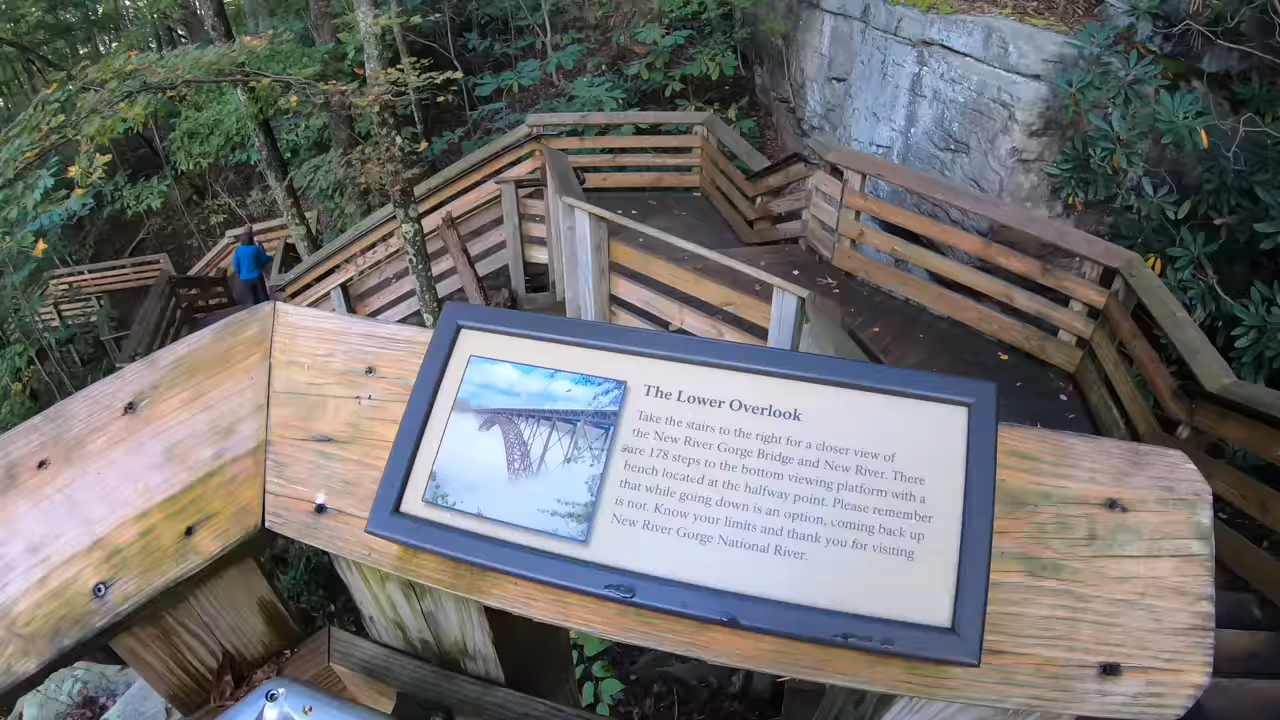 The Lower Overlook
Take the stairs to the right for a closer view of
the New River Gorge Bridge and New River. There
are 178 steps to the bottom viewing platform with a
bench located at the halfway point. Please remember
that while going down is an option, coming back up
is not. Know your limits and thank you for visiting
New River Gorge National River.